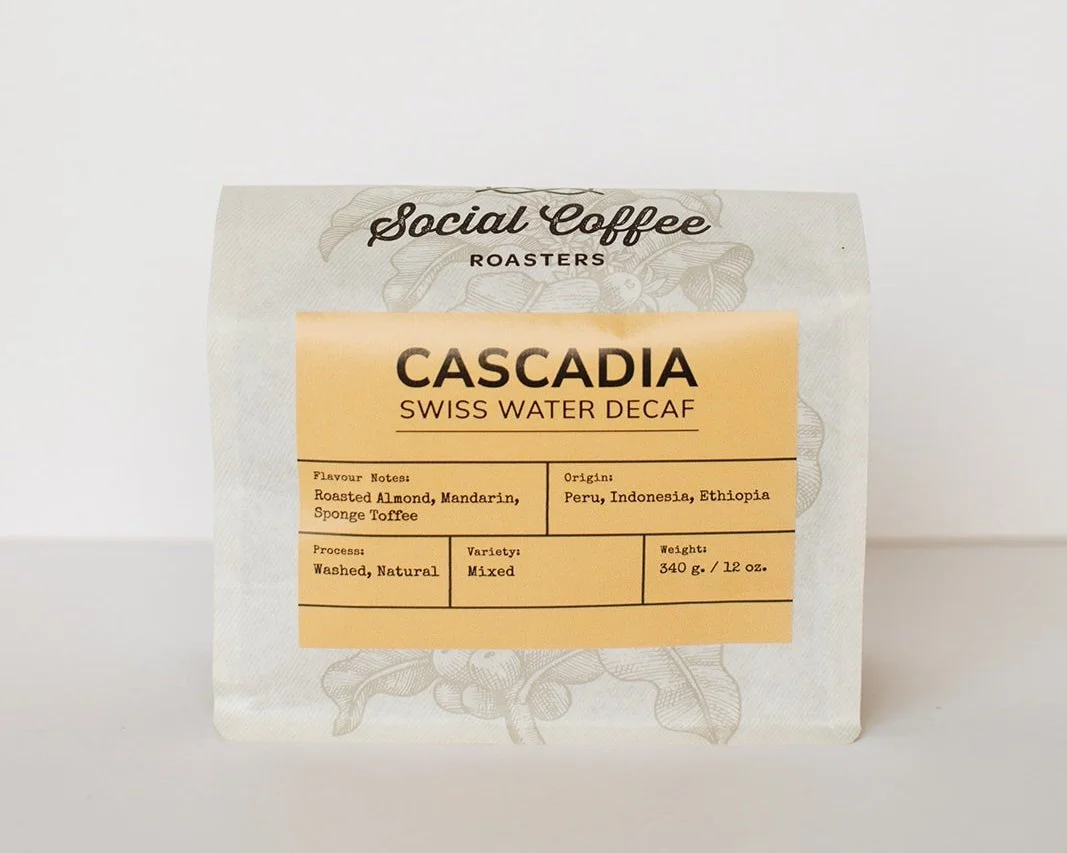 Social Coffee
ROASTERS
CASCADIA
SWISS WATER DECAF
Flavour Notes:
Roasted Almond, Mandarin,
Sponge Toffee
Origin:
Peru, Indonesia, Ethiopia
Process:
Washed, Natural
Variety:
Mixed
Weight:
340 g. / 12 oz.